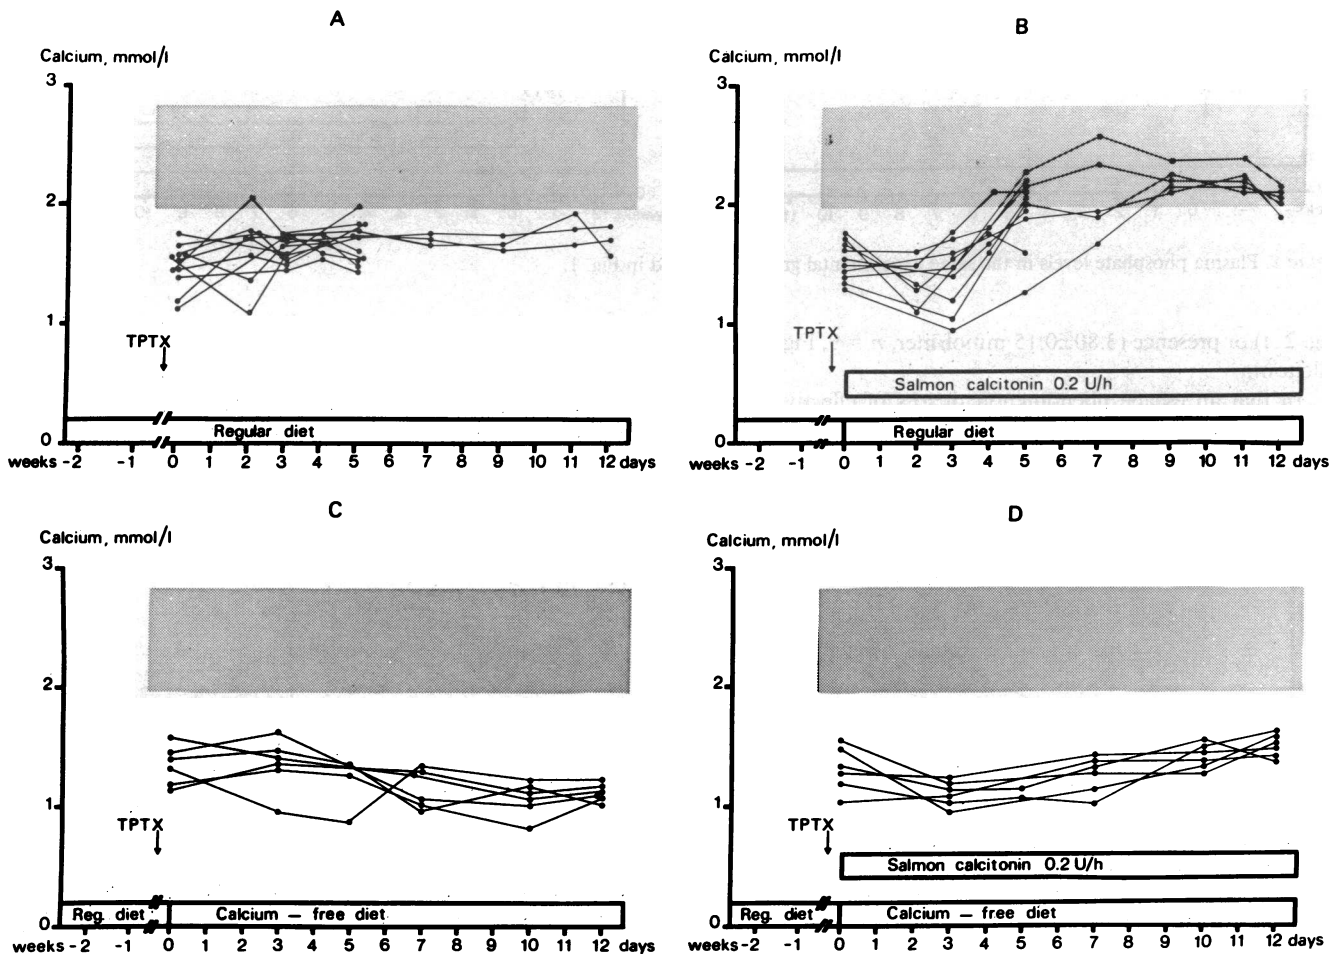 A
Calcium, mmol/l
3
2
1
TPTX
Regular diet
0
weeks -2 -1 0 1 2 3 4 5 6 7 8 9 10 11 12 days
B
Calcium, mmol/l
3
2
1
TPTX
Salmon calcitonin 0.2 U/h
Regular diet
0
weeks -2 -1 0 1 2 3 4 5 6 7 8 9 10 11 12 days
C
Calcium, mmol/l
3
2
1
TPTX
Reg. diet Calcium – free diet
0
weeks -2 -1 0 1 2 3 4 5 6 7 8 9 10 11 12 days
D
Calcium, mmol/l
3
2
1
TPTX
Salmon calcitonin 0.2 U/h
Reg. diet Calcium – free diet
0
weeks -2 -1 0 1 2 3 4 5 6 7 8 9 10 11 12 days